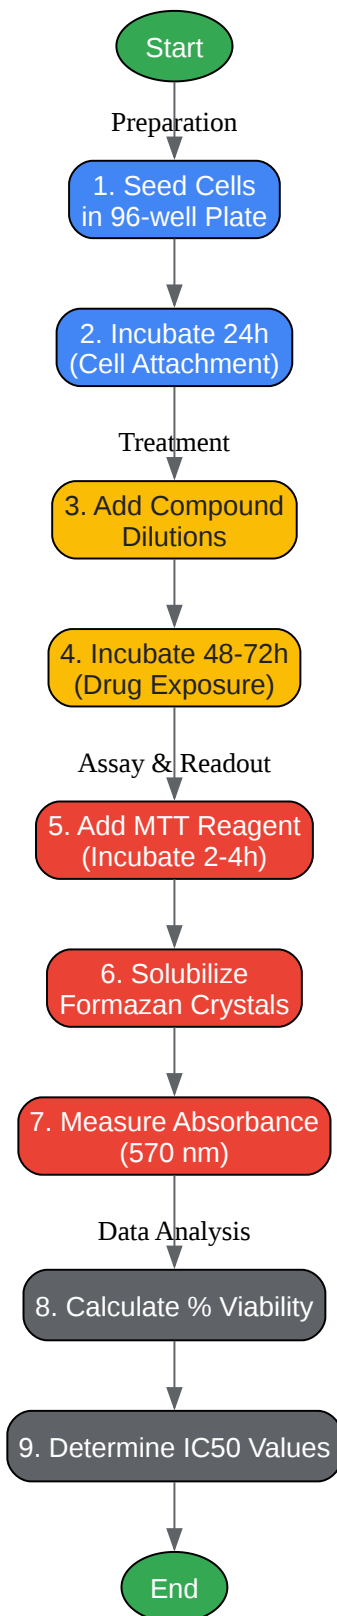 Start
Preparation
1. Seed Cells
in 96-well Plate
2. Incubate 24h
(Cell Attachment)
Treatment
3. Add Compound
Dilutions
4. Incubate 48-72h
(Drug Exposure)
Assay & Readout
5. Add MTT Reagent
(Incubate 2-4h)
6. Solubilize
Formazan Crystals
7. Measure Absorbance
(570 nm)
Data Analysis
8. Calculate % Viability
9. Determine IC50 Values
End